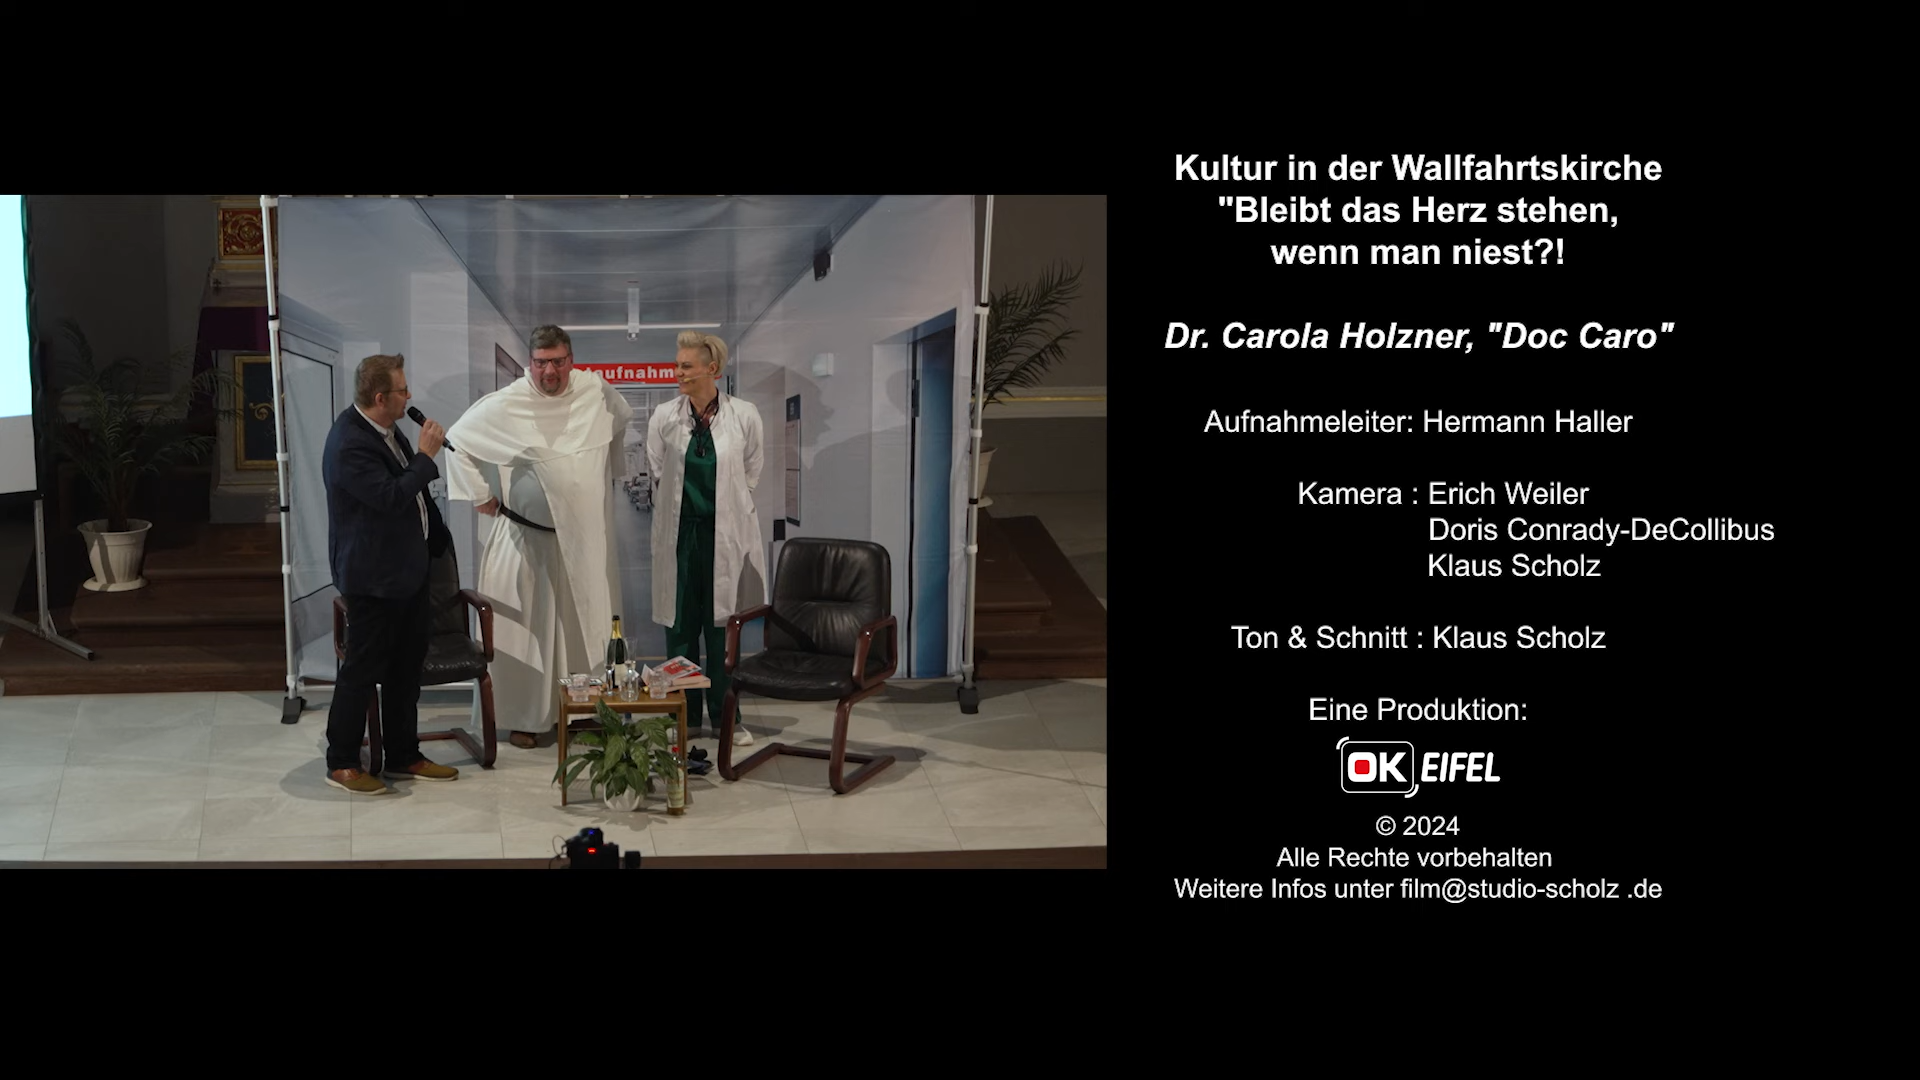 Kultur in der Wallfahrtskirche
"Bleibt das Herz stehen,
wenn man niest?!
Dr. Carola Holzner, "Doc Caro"
Aufnahmeleiter: Hermann Haller
Kamera : Erich Weiler
Doris Conrady-DeCollibus
Klaus Scholz
Ton & Schnitt : Klaus Scholz
Eine Produktion:
OK EIFEL
© 2024
Alle Rechte vorbehalten
Weitere Infos unter film@studio-scholz .de